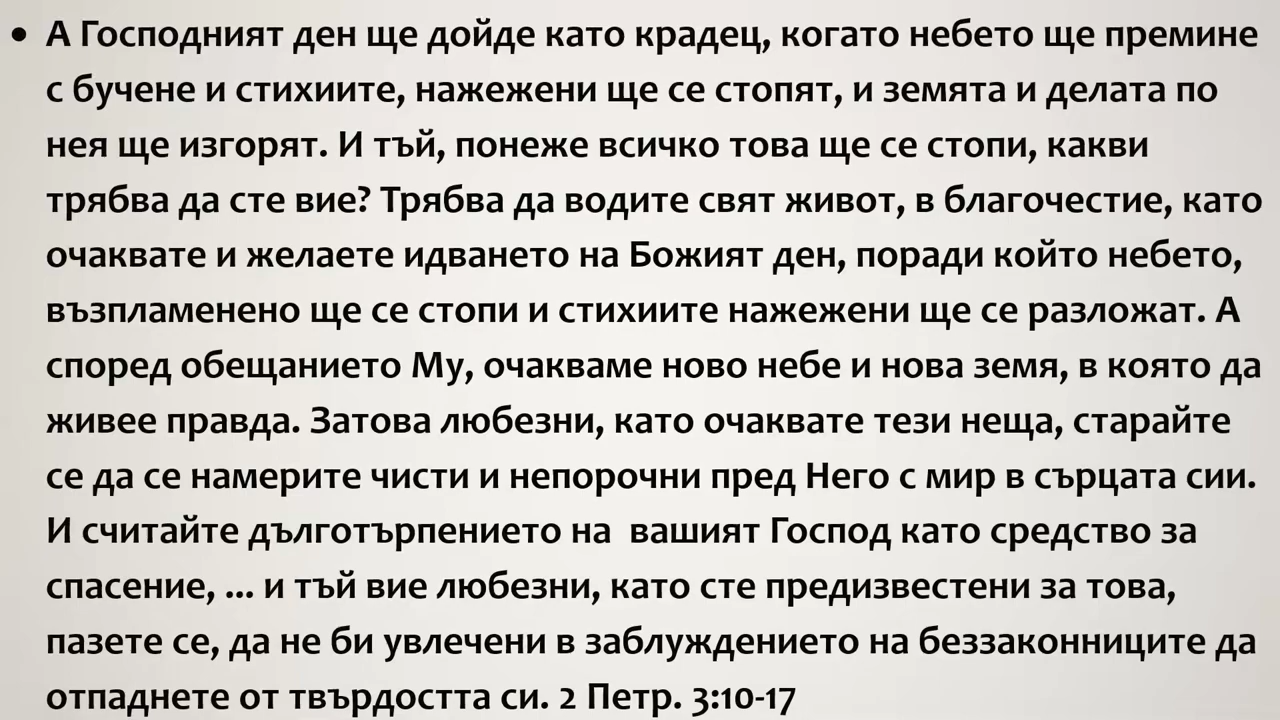 • А Господният ден ще дойде като крадец, когато небето ще премине
с бучене и стихиите, нажежени ще се стопят, и земята и делата по
нея ще изгорят. И тъй, понеже всичко това ще се стопи, какви
трябва да сте вие? Трябва да водите свят живот, в благочестие, като
очаквате и желаете идването на Божият ден, поради който небето,
възпламенено ще се стопи и стихиите нажежени ще се разложат. А
според обещанието Му, очакваме ново небе и нова земя, в която да
живее правда. Затова любезни, като очаквате тези неща, старайте
се да се намерите чисти и непорочни пред Него с мир в сърцата сии.
И считайте дълготърпението на  вашият Господ като средство за
спасение, ... и тъй вие любезни, като сте предизвестени за това,
пазете се, да не би увлечени в заблуждението на беззаконниците да
отпаднете от твърдостта си. 2 Петр. 3:10-17